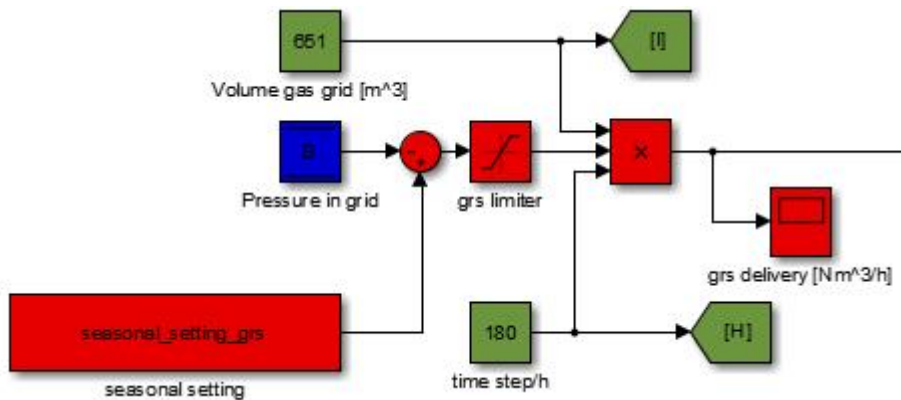 651
[I]
Volume gas grid [m^3]
B
×
Pressure in grid
grs limiter
grs delivery [Nm^3/h]
seasonal_setting_grs
180
[H]
seasonal setting
time step/h